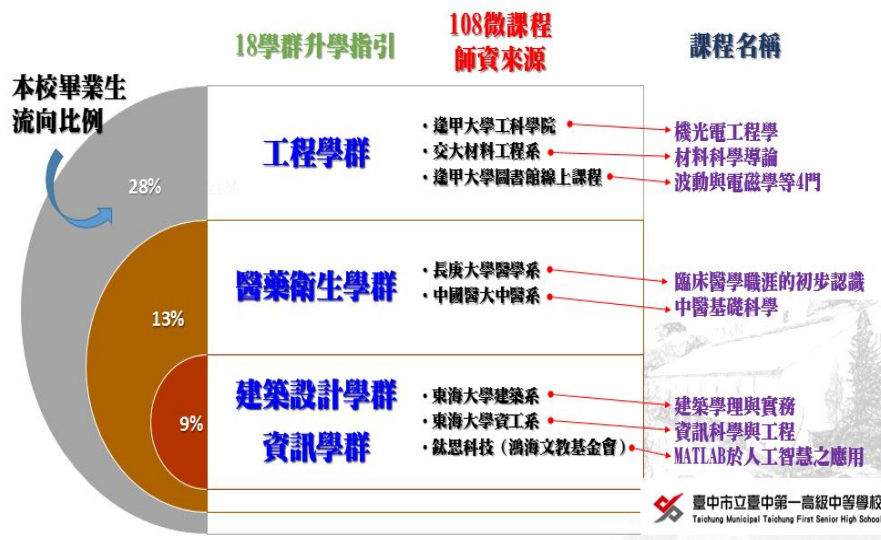 18學群升學指引
108微課程
師資來源
課程名稱
本校畢業生
流向比例
28%
工程學群
・逢甲大學工科學院
・交大材料工程系
・逢甲大學圖書館線上課程
機光電工程學
材料科學導論
波動與電磁學等4門
13%
醫藥衛生學群
・長庚大學醫學系
・中國醫大中醫系
臨床醫學職涯的初步認識
中醫基礎科學
9%
建築設計學群
資訊學群
・東海大學建築系
・東海大學資工系
・鈦思科技（鴻海文教基金會）
建築學理與實務
資訊科學與工程
MATLAB於人工智慧之應用
臺中市立臺中第一高級中等學校
Taichung Municipal Taichung First Senior High School